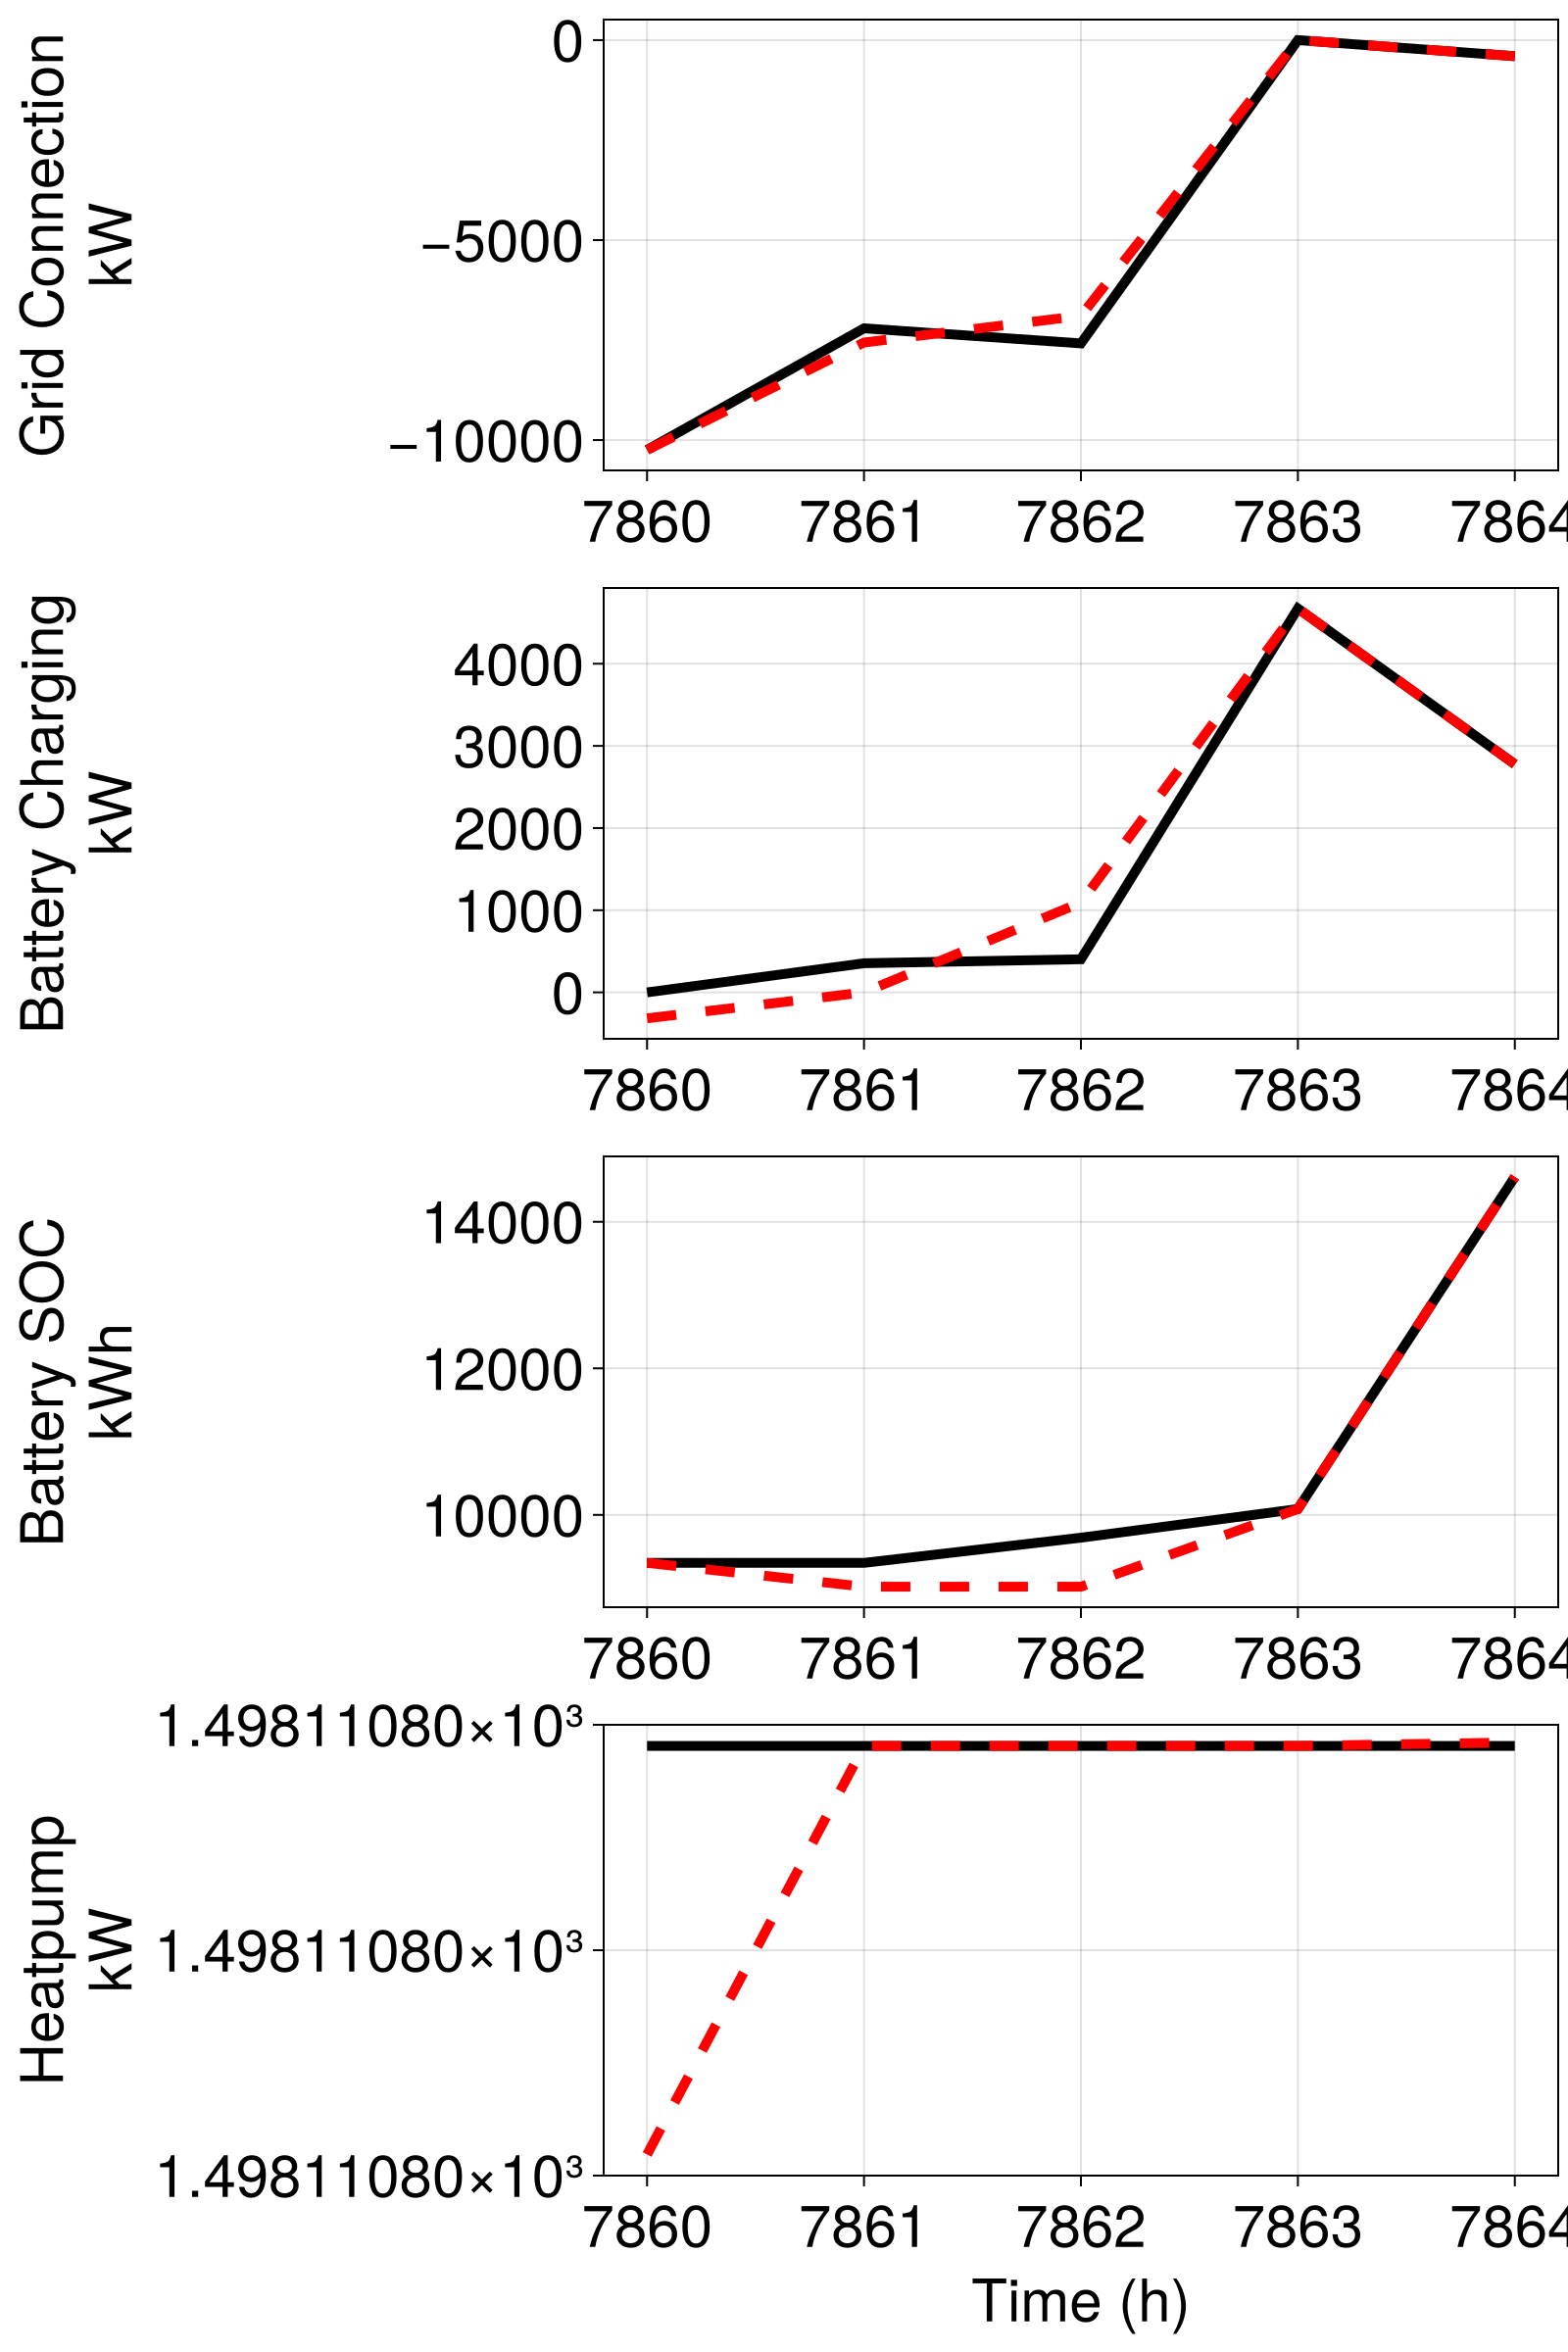 Grid Connection
kW
0
−5000
−10000
7860 7861 7862 7863 7864
Battery Charging
kW
4000
3000
2000
1000
0
7860 7861 7862 7863 7864
Battery SOC
kWh
14000
12000
10000
7860 7861 7862 7863 7864
Heatpump
kW
1.49811080×10³
1.49811080×10³
1.49811080×10³
7860 7861 7862 7863 7864
Time (h)